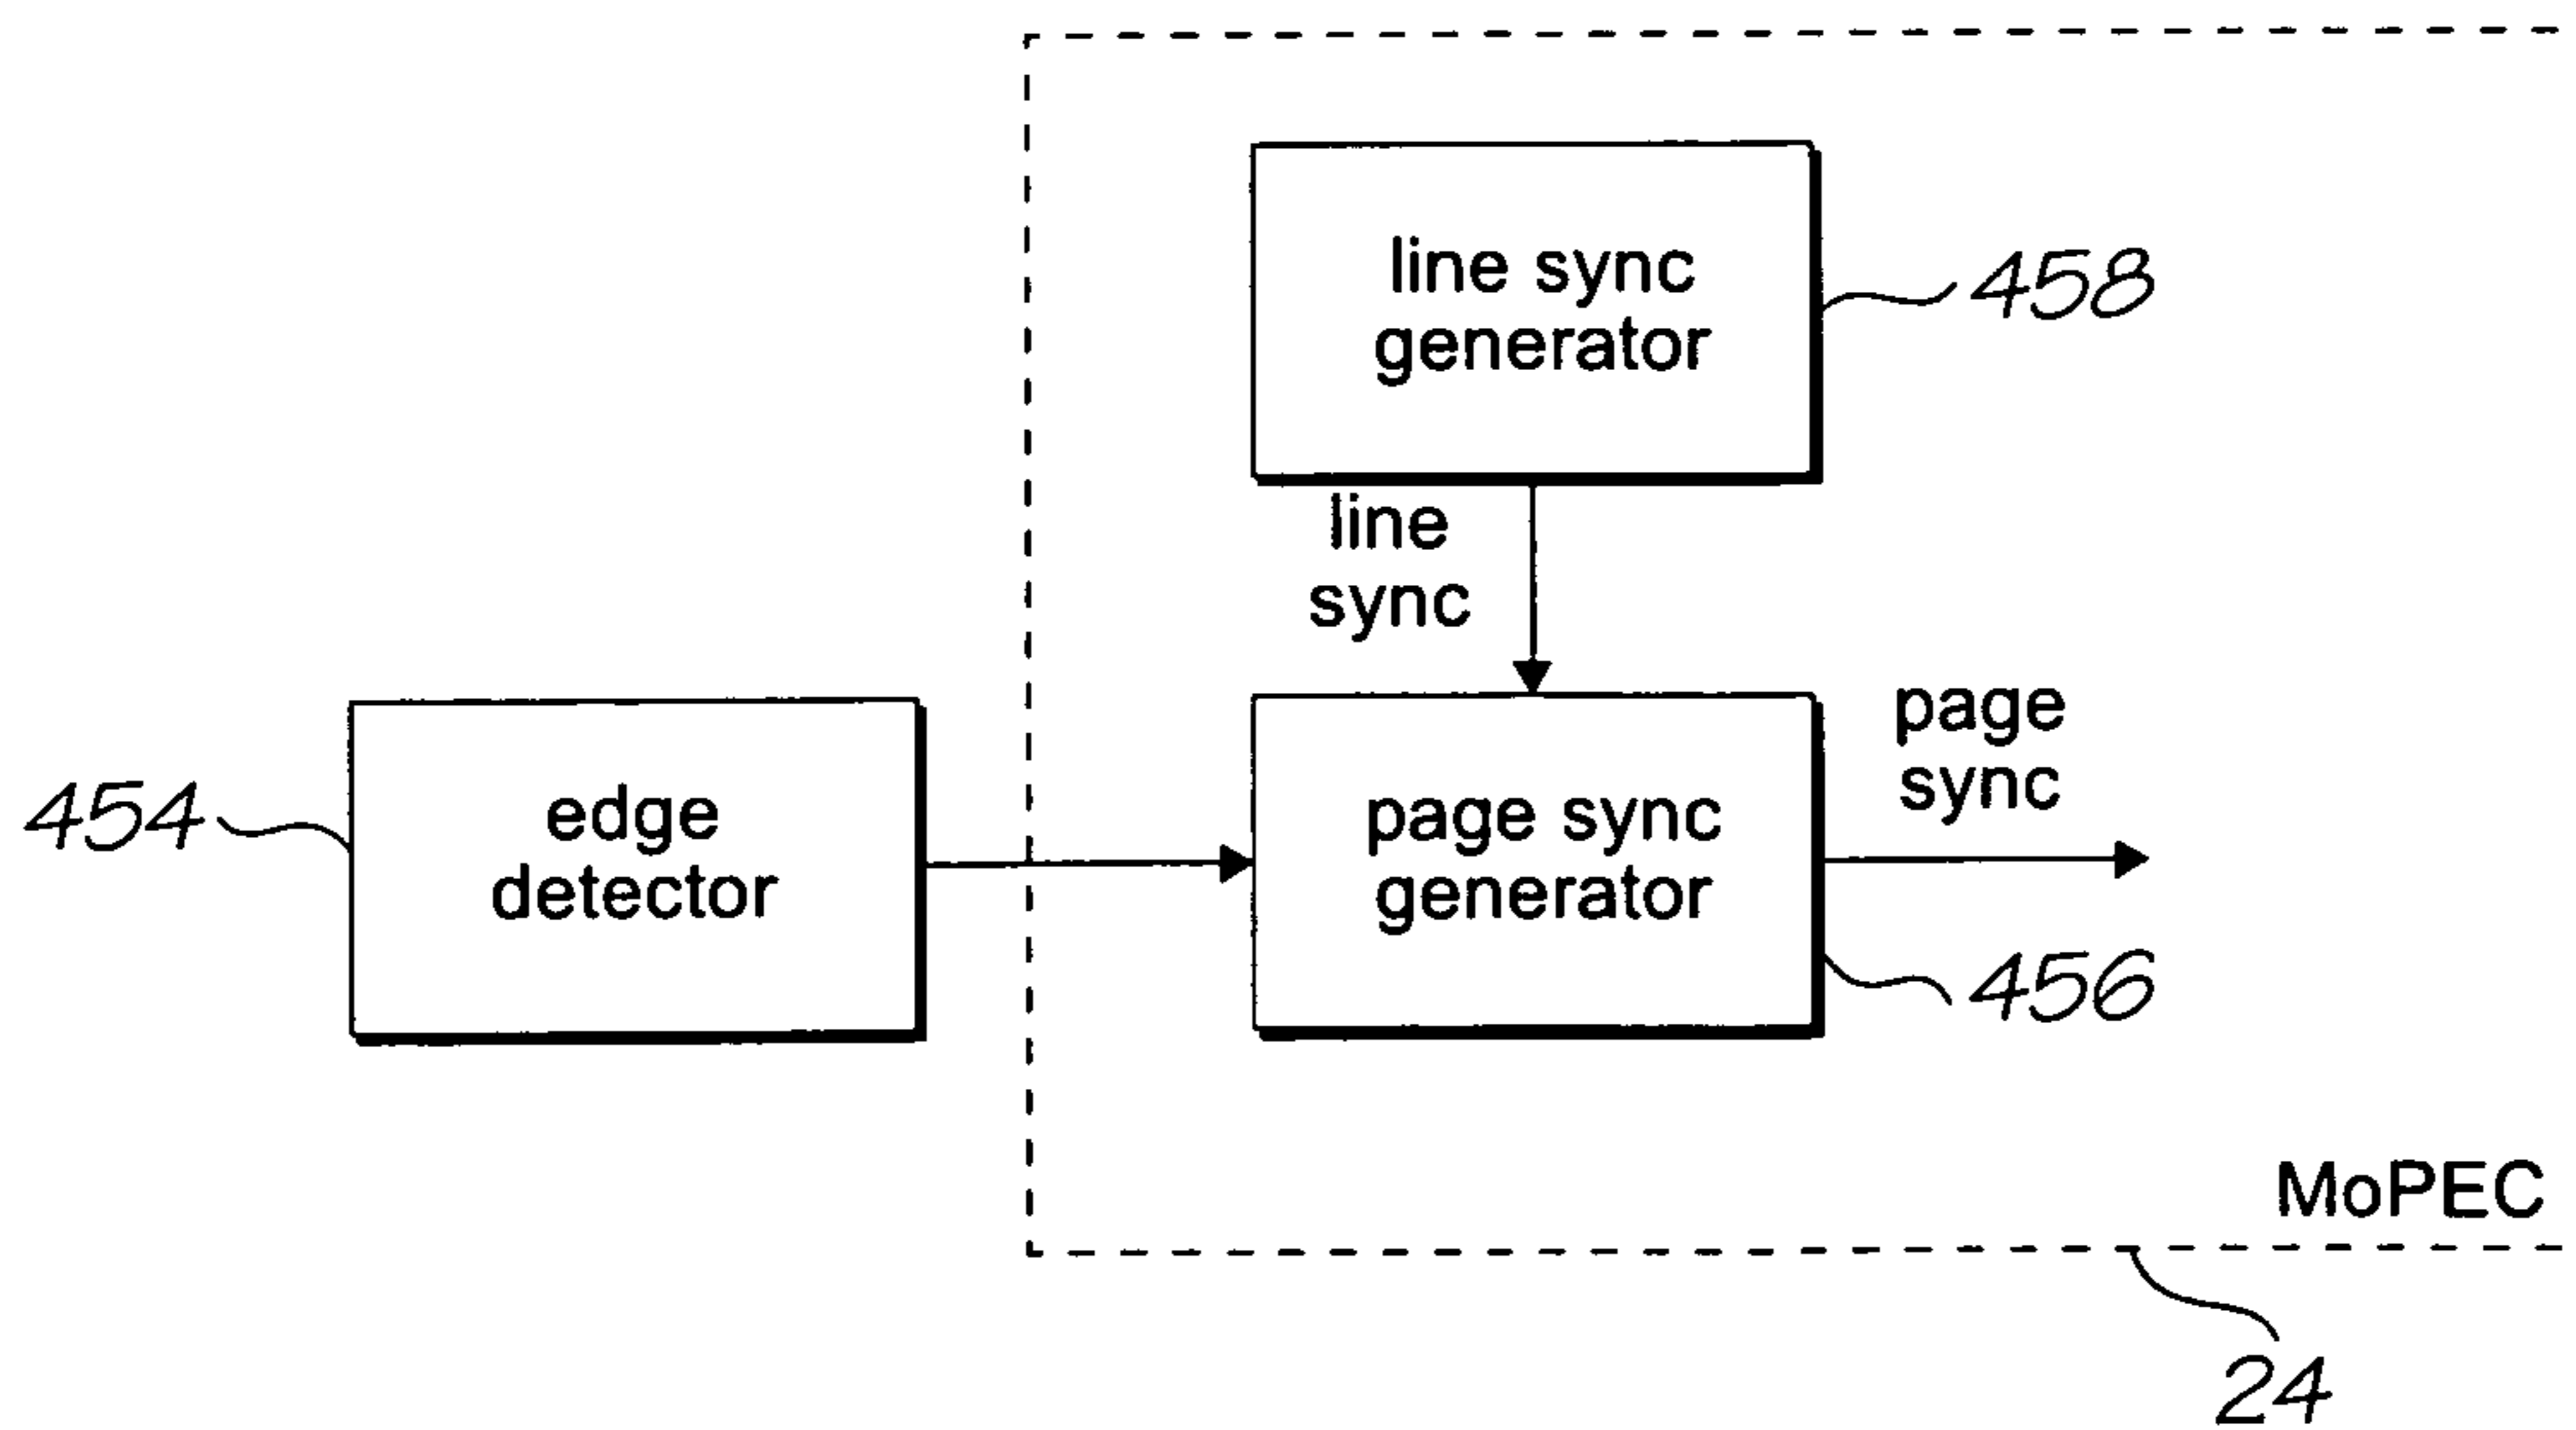 line sync
generator
458
line
sync
page
sync
454
edge
detector
page sync
generator
456
MoPEC
24